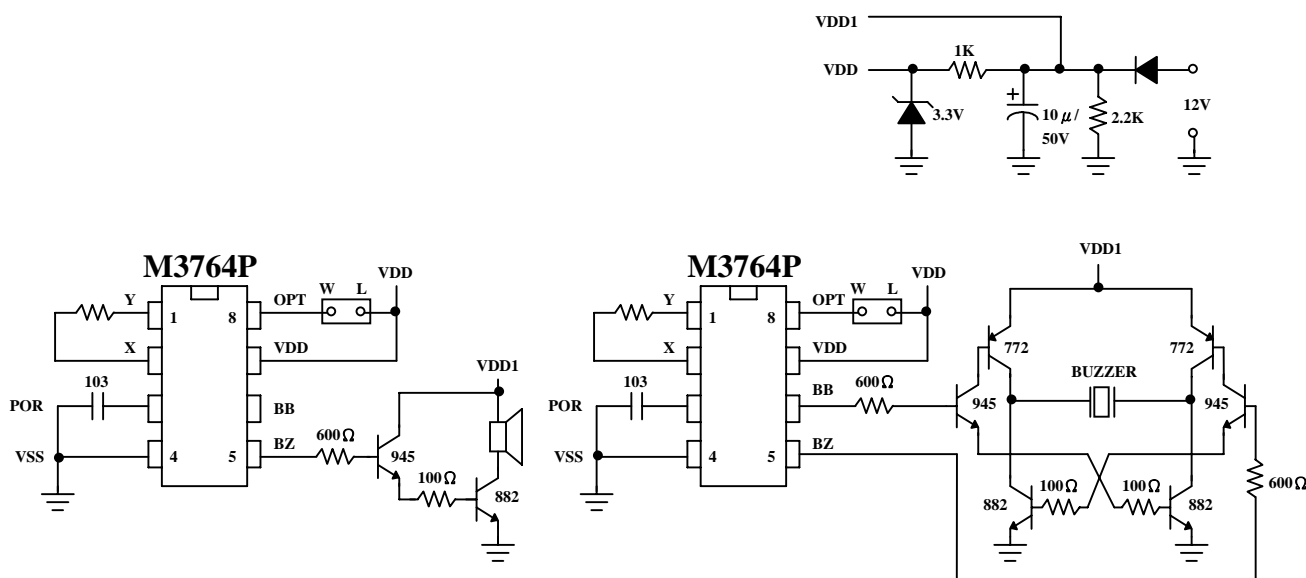 VDD1
1K
VDD
+
3.3V
10μ/
50V
2.2K
12V
M3764P
VDD
W L
Y 1 8 OPT
X VDD
103
POR BB
VSS 4 5 BZ
600Ω
945
100Ω
882
VDD1
M3764P
VDD
W L
Y 1 8 OPT
X VDD
103
POR BB
VSS 4 5 BZ
600Ω
VDD1
772 772
BUZZER
945 945
100Ω 100Ω
882 882
600Ω